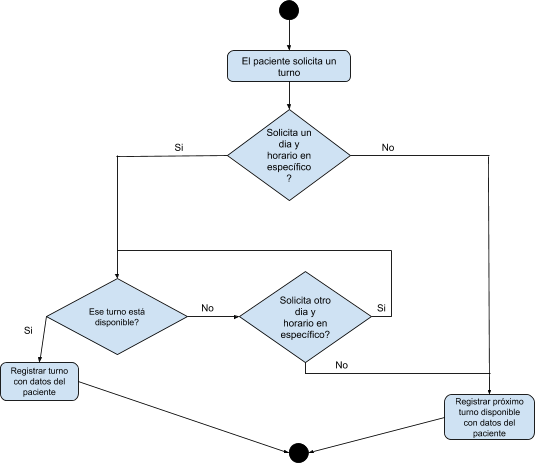 El paciente solicita un
turno
Solicita un
dia y
horario en
específico
?
Si
No
Ese turno está
disponible?
No
Solicita otro
dia y
horario en
específico?
Si
Si
No
Registrar turno
con datos del
paciente
Registrar próximo
turno disponible
con datos del
paciente